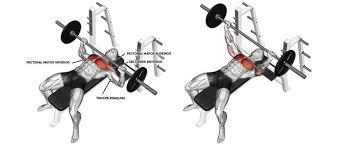 PECTORAL MAYOR SUPERIOR
DELTOIDES ANTERIOR
PECTORAL MAYOR INFERIOR
TRICEPS BRAQUIAL